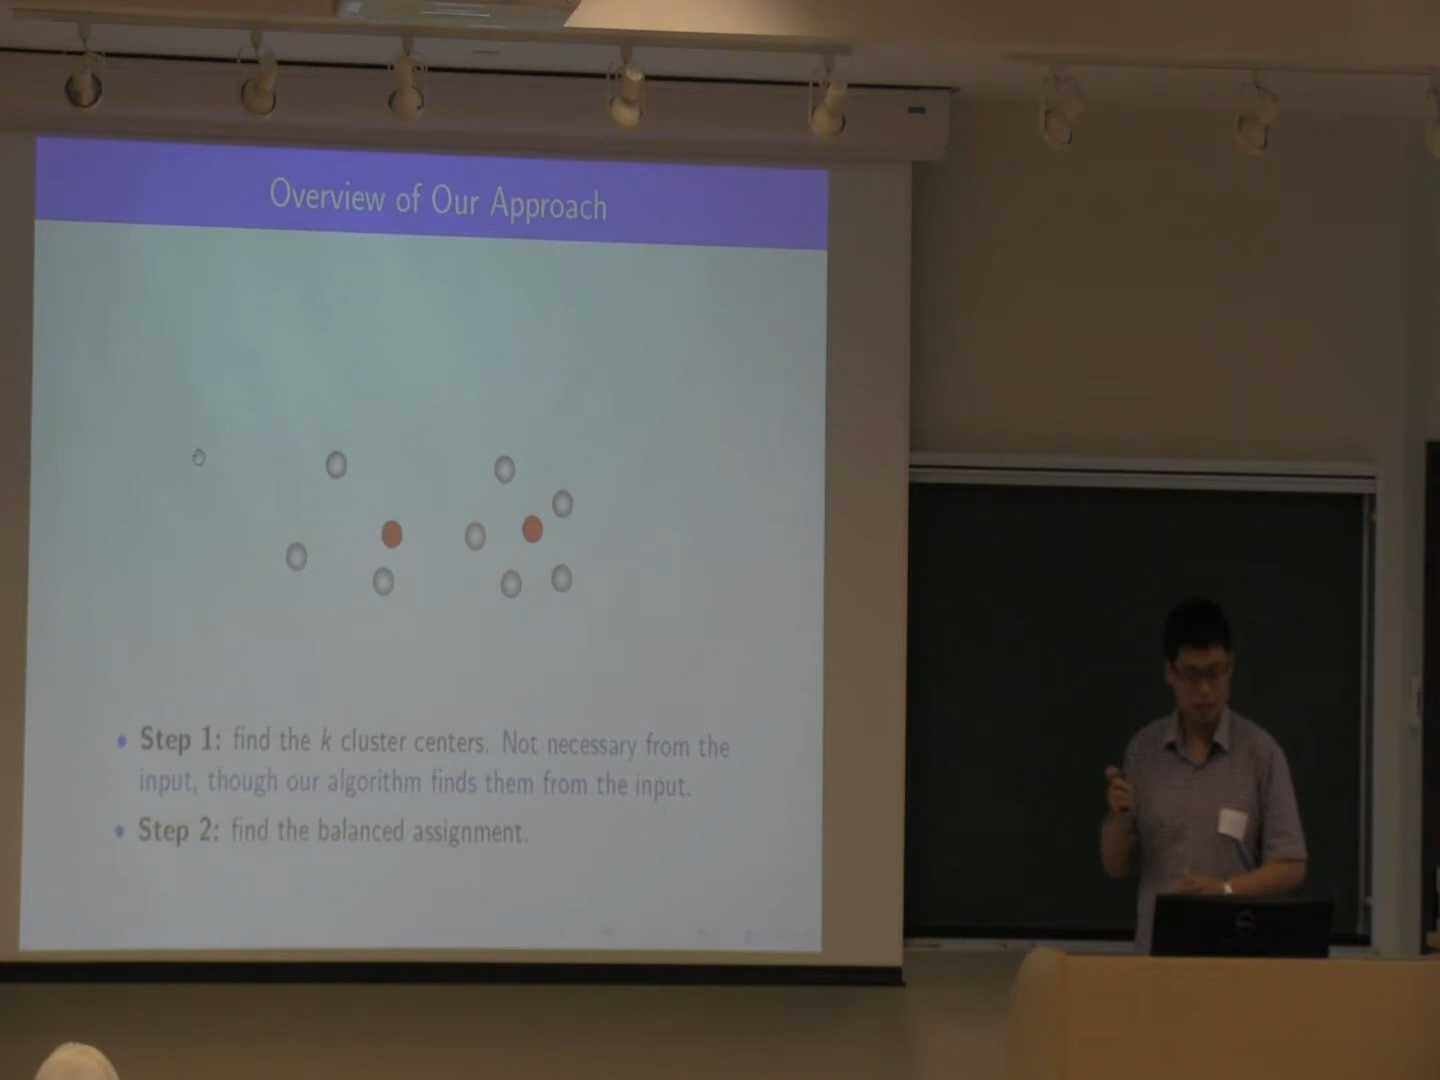 Overview of Our Approach
• Step 1: find the k cluster centers. Not necessary from the
input, though our algorithm finds them from the input.
• Step 2: find the balanced assignment.